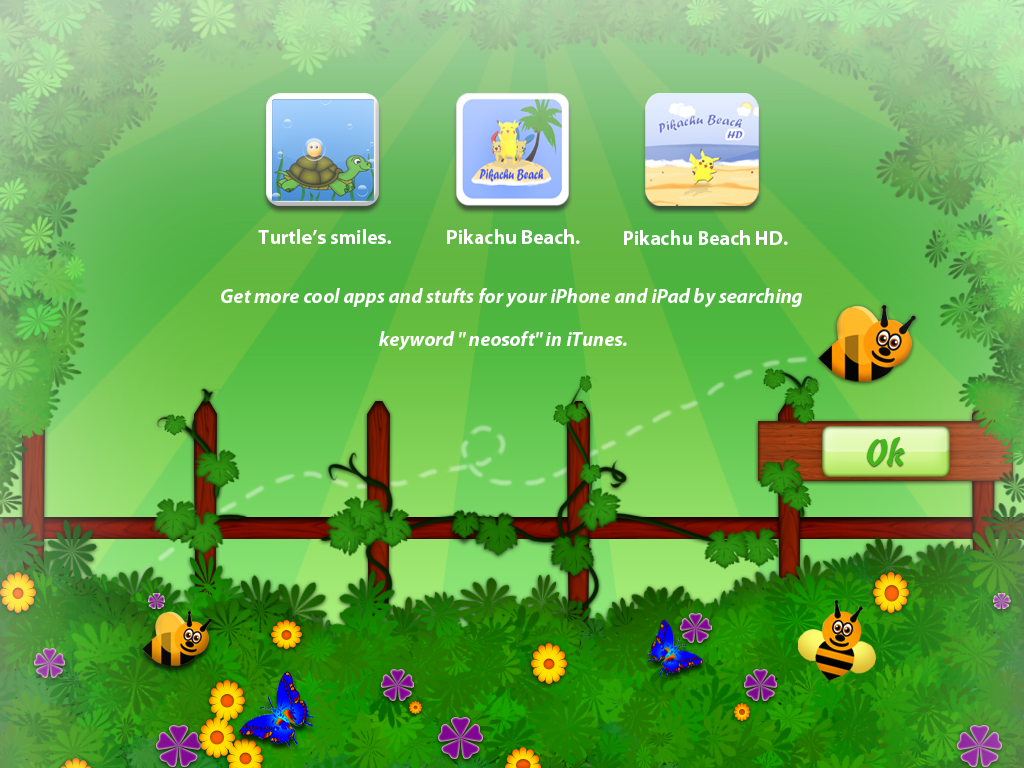 Pikachu Beach
Pikachu Beach
HD
Turtle’s smiles.
Pikachu Beach.
Pikachu Beach HD.
Get more cool apps and stufts for your iPhone and iPad by searching
keyword " neosoft" in iTunes.
Ok